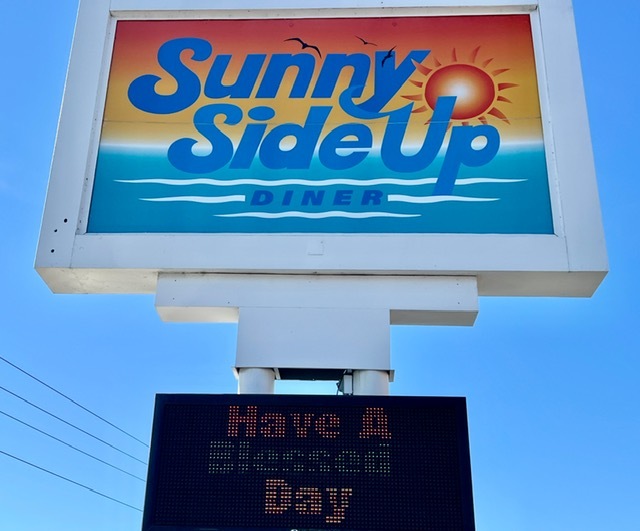 Sunny
Side Up
DINER
Have A
Blessed
Day